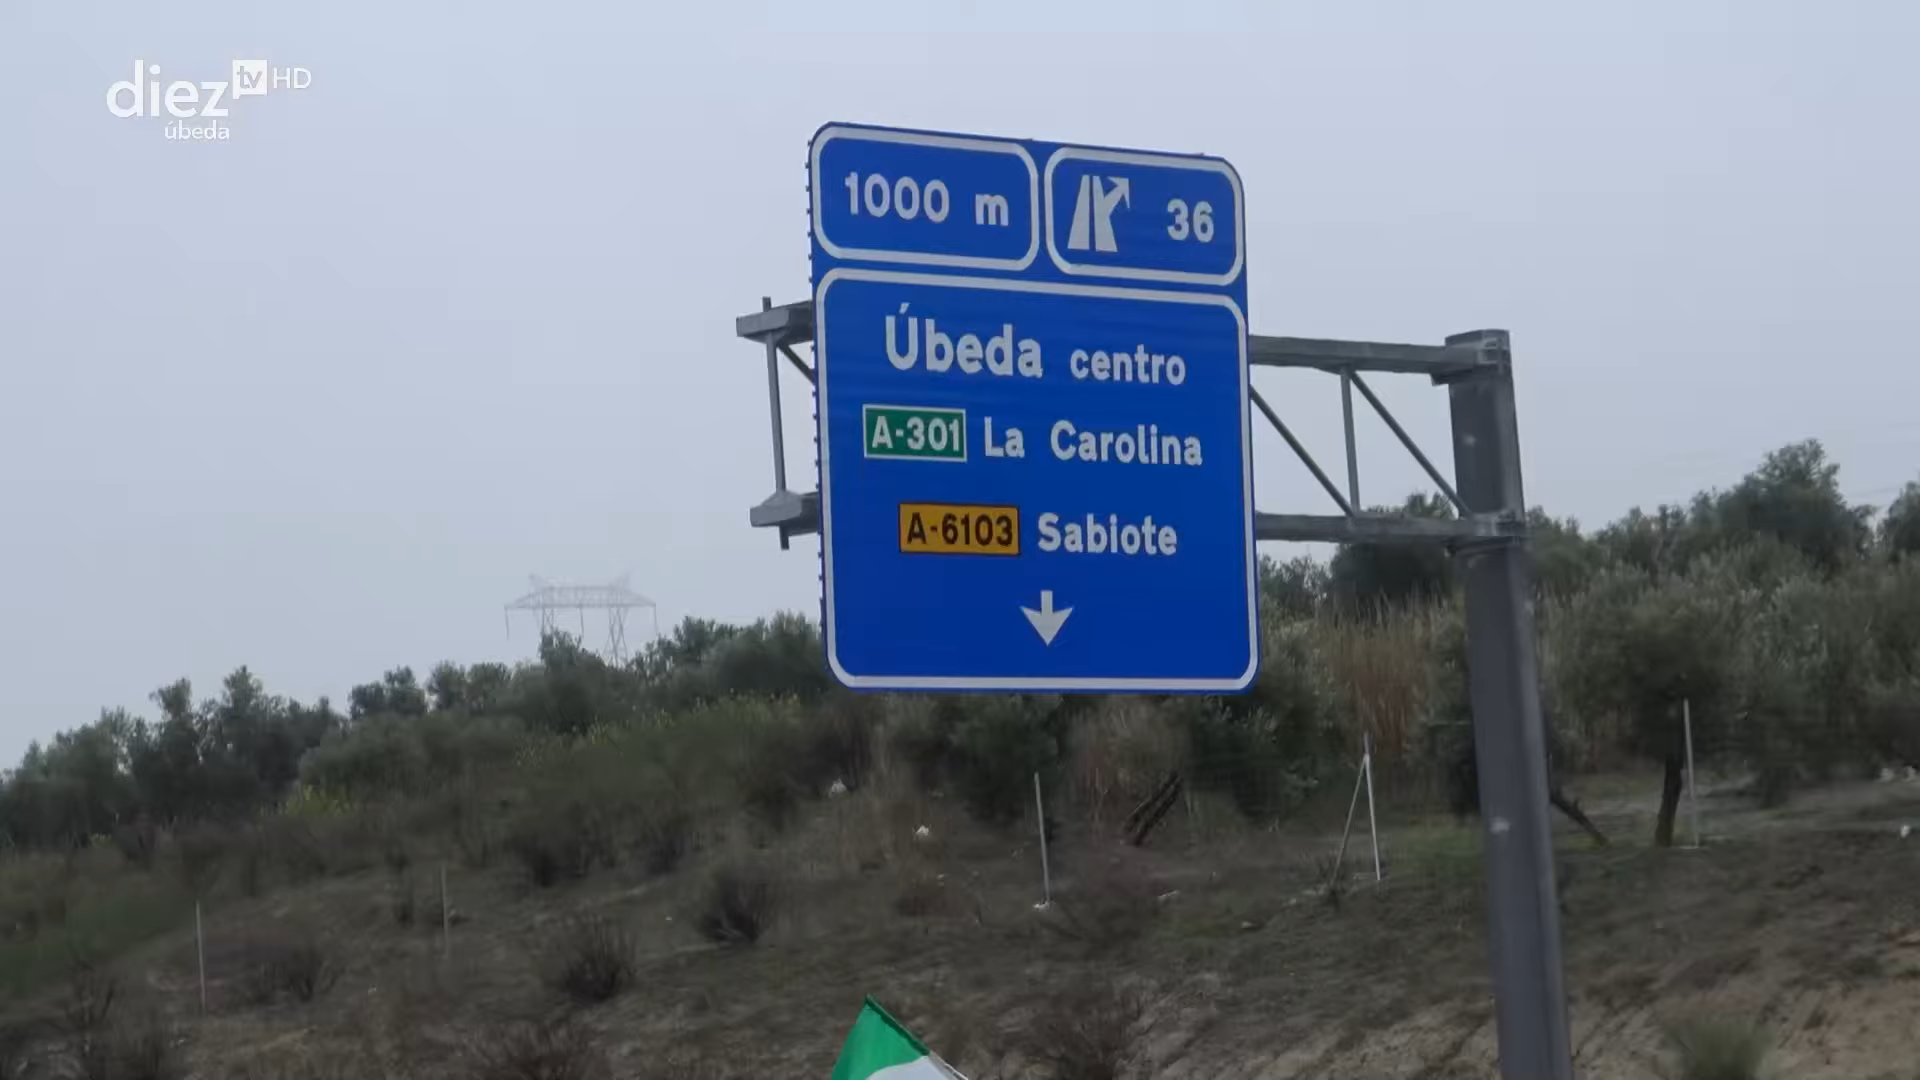 diez tv HD
úbeda
1000 m 36
Úbeda centro
A-301 La Carolina
A-6103 Sabiote